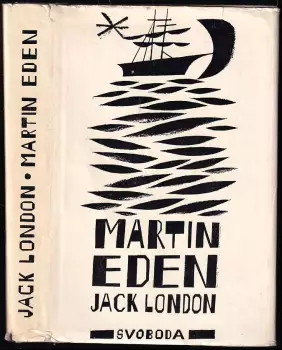 JACK LONDON • MARTIN EDEN
MARTIN
EDEN
JACK LONDON
SVOBODA